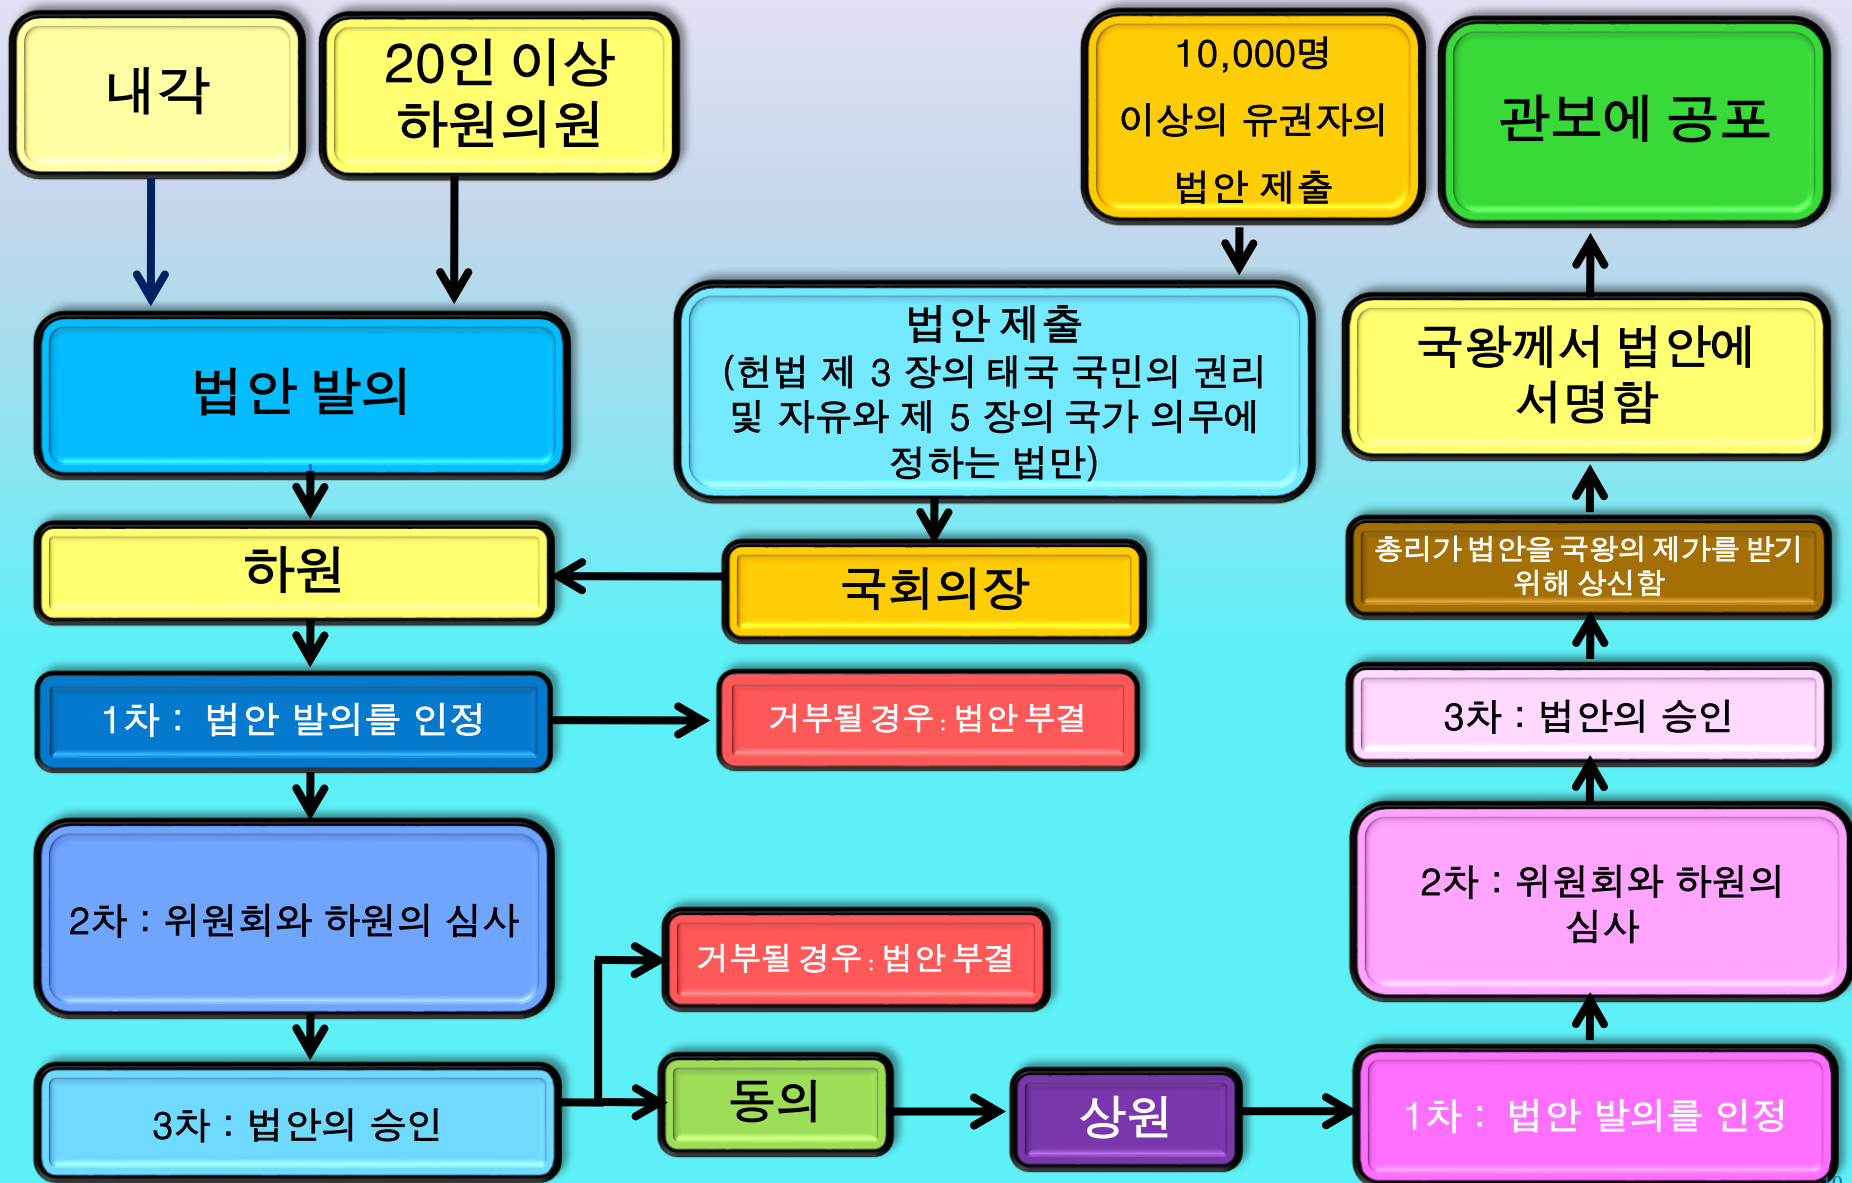 내각
20인 이상
하원의원
10,000명
이상의 유권자의
법안 제출
관보에 공포
법안 발의
법안 제출
(헌법 제 3 장의 태국 국민의 권리
및 자유와 제 5 장의 국가 의무에
정하는 법만)
국왕께서 법안에
서명함
하원
국회의장
총리가 법안을 국왕의 제가를 받기
위해 상신함
1차 : 법안 발의를 인정
거부될 경우 : 법안 부결
3차 : 법안의 승인
2차 : 위원회와 하원의 심사
거부될 경우 : 법안 부결
2차 : 위원회와 하원의
심사
3차 : 법안의 승인
동의
상원
1차 : 법안 발의를 인정